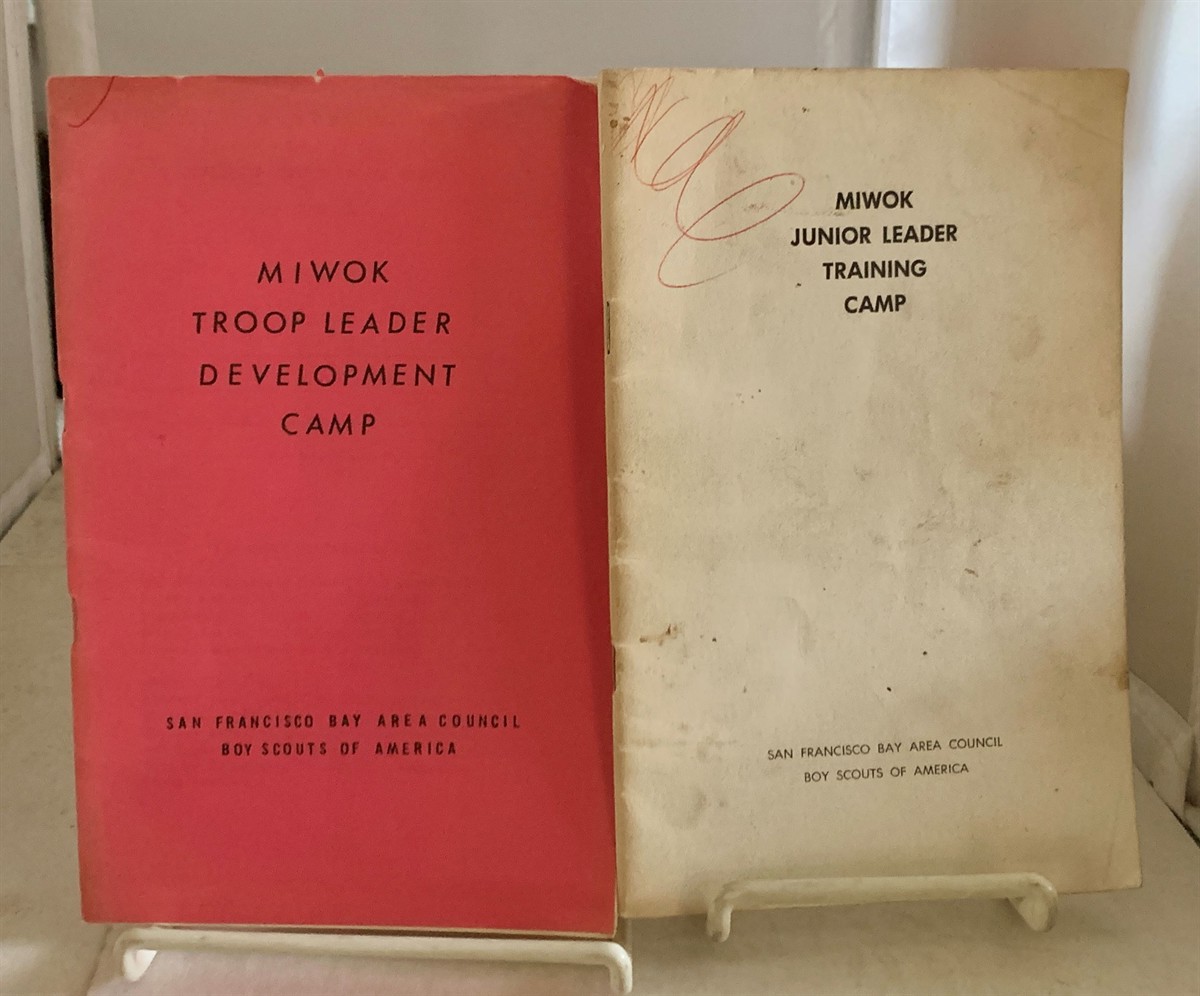 MIWOK
TROOP LEADER
DEVELOPMENT
CAMP
SAN FRANCISCO BAY AREA COUNCIL
BOY SCOUTS OF AMERICA
MIWOK
JUNIOR LEADER
TRAINING
CAMP
SAN FRANCISCO BAY AREA COUNCIL
BOY SCOUTS OF AMERICA